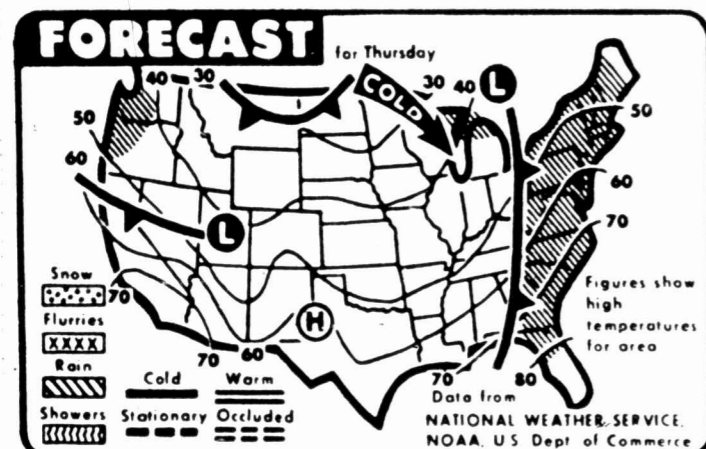 FORECAST
for Thursday
40 30
COLD
30 40 L
50
50
60
60
L
70
H
Snow
70
Flurries
70 60
Rain
Cold Warm
Showers
Stationary Occluded
Figures show
high
temperatures
for area
70 80
Data from
NATIONAL WEATHER SERVICE,
NOAA, U.S. Dept of Commerce